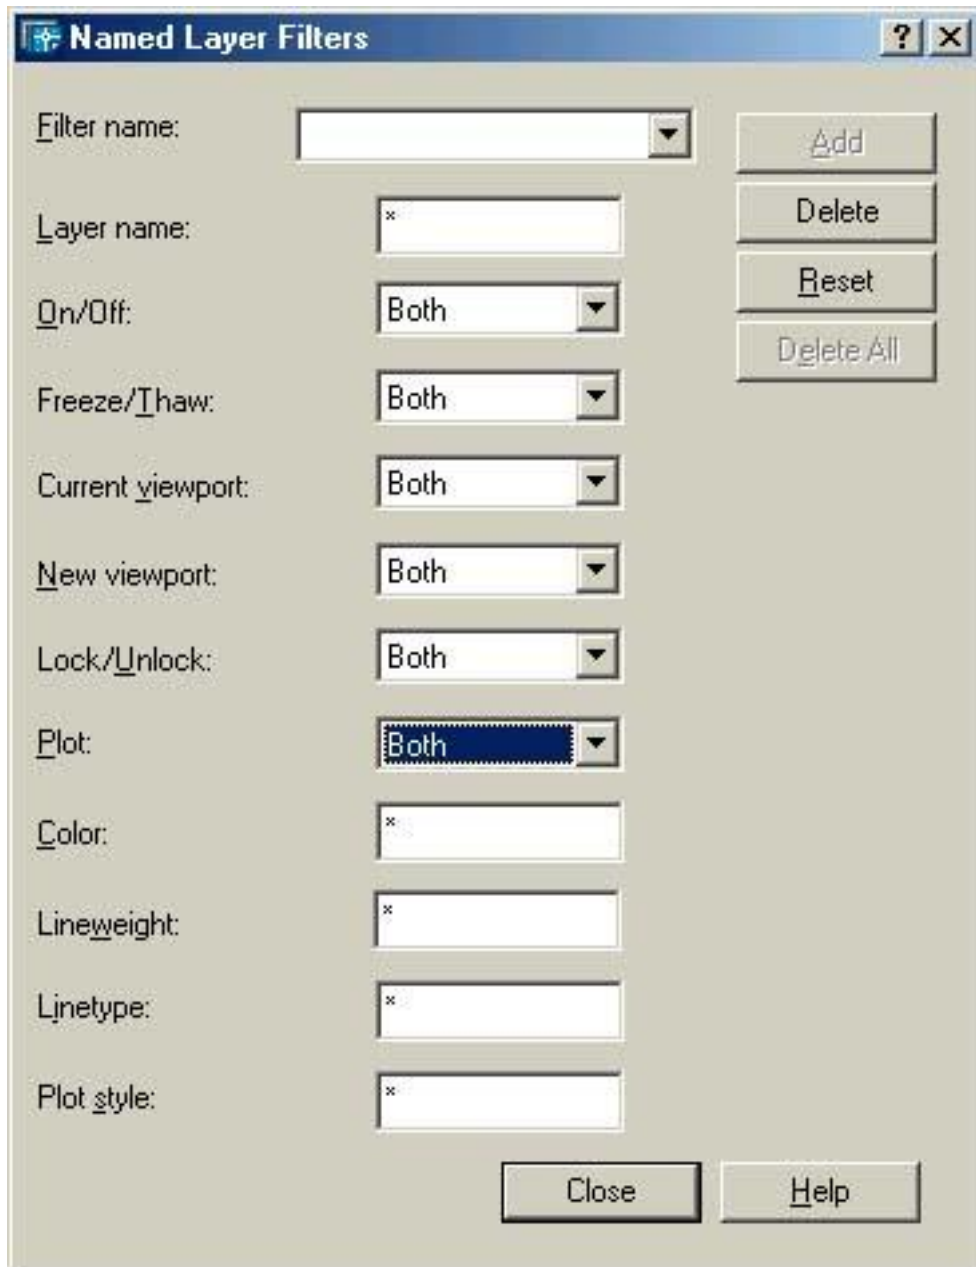 Named Layer Filters
? X
Filter name:
Add
Layer name: *
Delete
On/Off: Both
Reset
Delete All
Freeze/Thaw: Both
Current viewport: Both
New viewport: Both
Lock/Unlock: Both
Plot: Both
Color: *
Lineweight: *
Linetype: *
Plot style: *
Close
Help